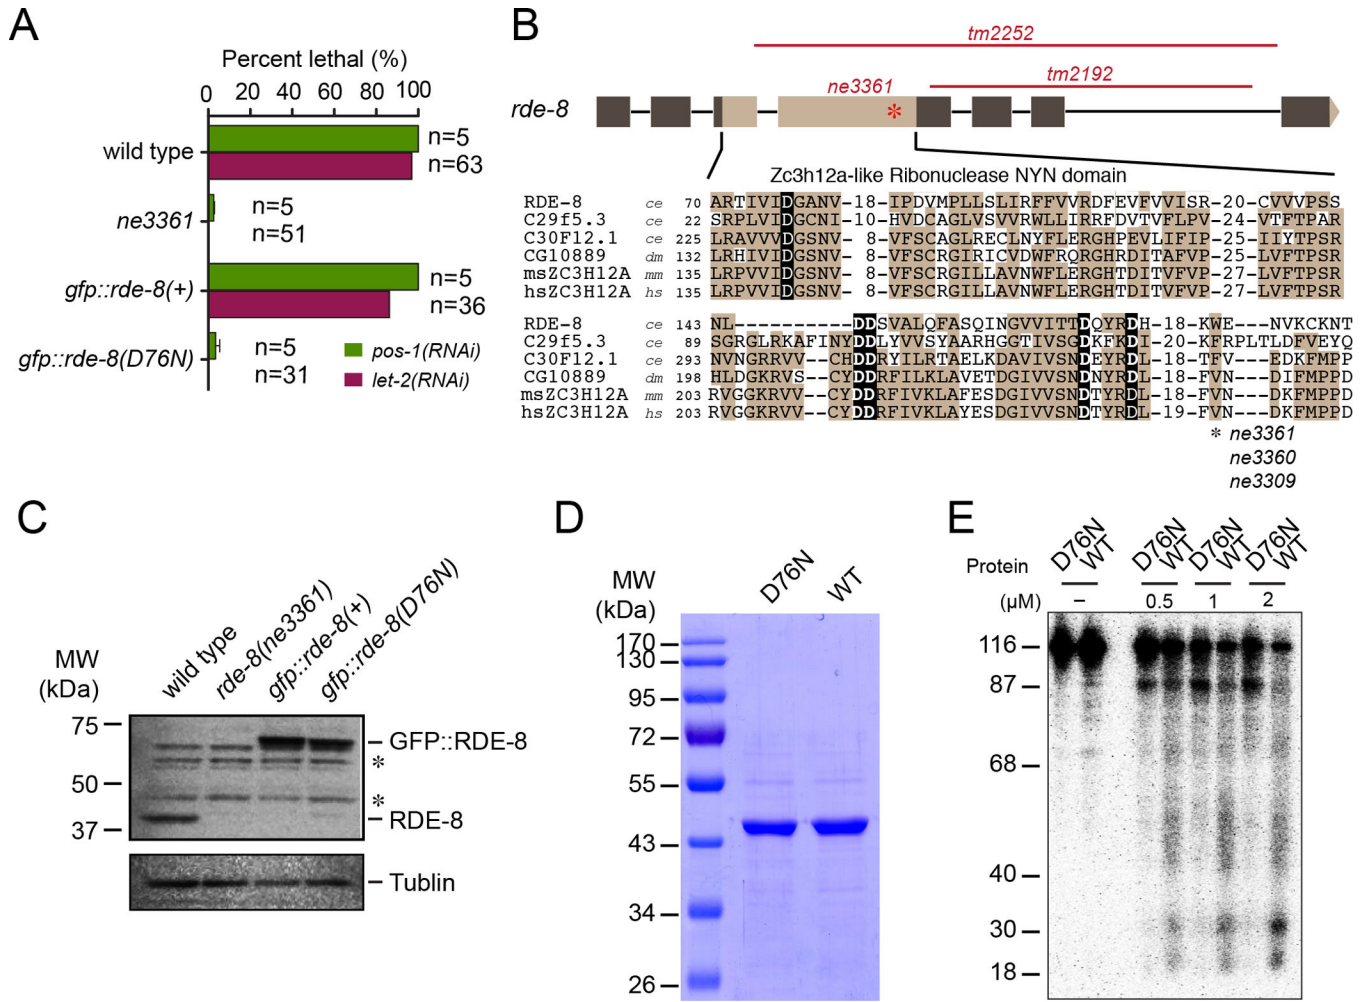 A
Percent lethal (%)
0 20 40 60 80 100
wild type
n=5
n=63
ne3361
n=5
n=51
gfp::rde-8(+)
n=5
n=36
gfp::rde-8(D76N)
n=5
n=31
pos-1(RNAi)
let-2(RNAi)
B
tm2252
ne3361
tm2192
rde-8
*
Zc3h12a-like Ribonuclease NYN domain
RDE-8 ce 70 ARTIVIDGANV-18-IPDVMPLLSLIRFFVVRDFEVFVVISR-20-CVVVPSS
C29f5.3 ce 22 SRPLVIDGCNI-10-HVDCAGLVSVVRWLLIRRFDVTVFLPV-24-VTFTPAR
C30F12.1 ce 225 LRAVVVDGSNV- 8-VFSCAGLRECLNYFLERGHPEVLIFIP-25-IIYTPSR
CG10889 dm 132 LRHIVIDGSNV- 8-VFSCRGIRICVDWFRQRGHRDITAFVP-27-LVFTPSR
msZC3H12A mm 135 LRPVVIDGSNV- 8-VFSCRGILLAVNWFLERGHTDITVFVP-27-LVFTPSR
hsZC3H12A hs 135 LRPVVIDGSNV- 8-VFSCRGILLAVNWFLERGHTDITVFVP-27-LVFTPSR
RDE-8 ce 143 NL----------DDSVALQFASQINGVVITTDQYRDH-18-KWE---NVKCKNT
C29f5.3 ce 89 SGRGLRKAFINYDDLYVVSYAARHGTFIVSGDKFKDV-20-FRPLTLDFVEYQ
C30F12.1 ce 293 NVNGRRYV--CYDDRYILRLTAELKDAVIVSNDEYRDL-18-TFV---EDKFMPP
CG10889 dm 198 HLDGKRVS--CYDDRFILKLAVETDGIVVSNDNYRDL-18-FVN---DIFMPPD
msZC3H12A mm 203 RVGGKRVV--CYDDRFIVKLAFESDGIVVSNDTYRDL-19-FVN---DKFMPPD
hsZC3H12A hs 203 RVGGKRVV--CYDDRFIVKLAYESDGIVVSNDTYRDL-19-FVN---DKFMPPD
* ne3361
ne3360
ne3309
C
MW
(kDa)
wild type
rde-8(ne3361)
gfp::rde-8(+)
gfp::rde-8(D76N)
75
50
37
GFP::RDE-8
*
*
RDE-8
Tublin
D
MW
(kDa)
D76N
WT
170
130
95
72
55
43
34
26
E
Protein
D76N WT D76N WT D76N WT D76N WT
(µM) – 0.5 1 2
116
87
68
40
30
18